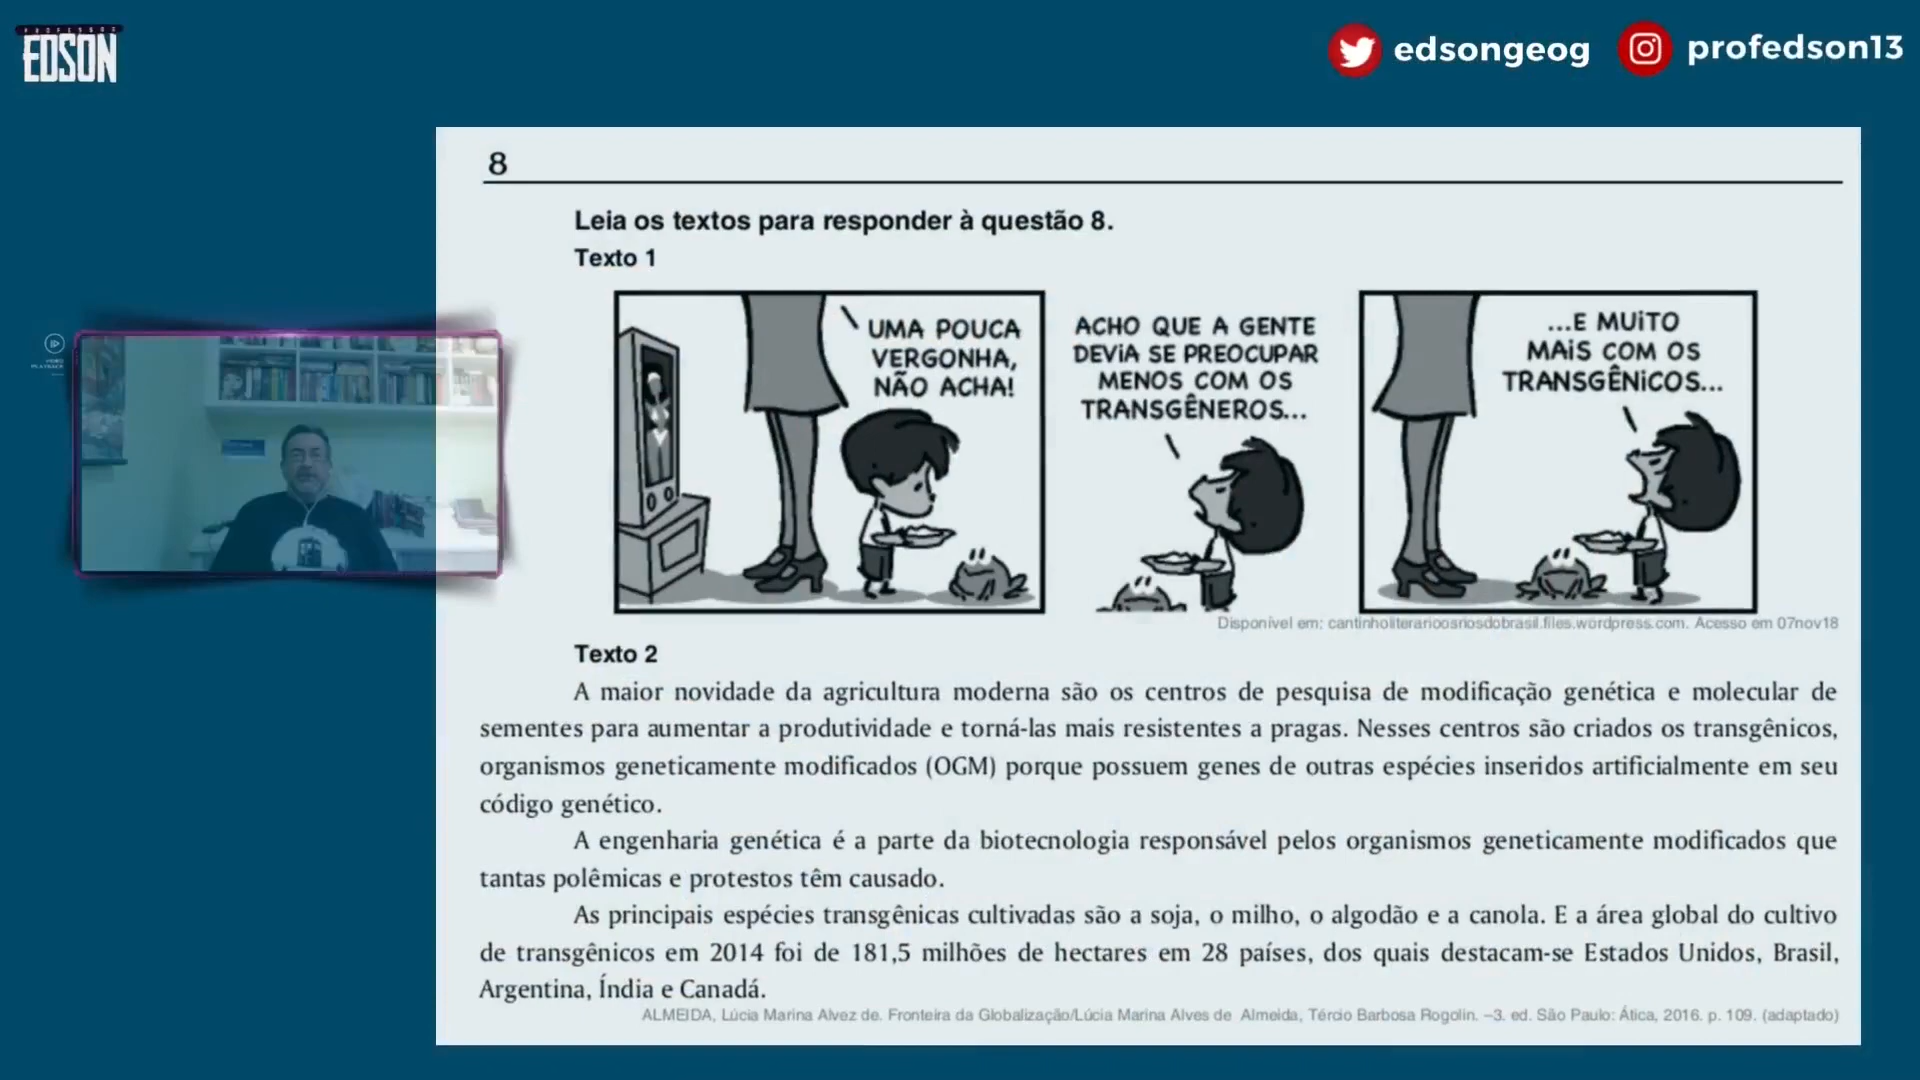 PROFESSOR
EDSON
edsongeog
profedson13
8
Leia os textos para responder à questão 8.
Texto 1
UMA POUCA
VERGONHA,
NÃO ACHA!
ACHO QUE A GENTE
DEVIA SE PREOCUPAR
MENOS COM OS
TRANSGÊNEROS...
...E MUITO
MAIS COM OS
TRANSGÊNICOS...
Disponível em: cantinholiterariosoriosdobrasil.files.wordpress.com. Acesso em 07nov18
Texto 2
A maior novidade da agricultura moderna são os centros de pesquisa de modificação genética e molecular de
sementes para aumentar a produtividade e torná-las mais resistentes a pragas. Nesses centros são criados os transgênicos,
organismos geneticamente modificados (OGM) porque possuem genes de outras espécies inseridos artificialmente em seu
código genético.
A engenharia genética é a parte da biotecnologia responsável pelos organismos geneticamente modificados que
tantas polêmicas e protestos têm causado.
As principais espécies transgênicas cultivadas são a soja, o milho, o algodão e a canola. E a área global do cultivo
de transgênicos em 2014 foi de 181,5 milhões de hectares em 28 países, dos quais destacam-se Estados Unidos, Brasil,
Argentina, Índia e Canadá.
ALMEIDA, Lúcia Marina Alvez de. Fronteira da Globalização/Lúcia Marina Alves de Almeida, Tércio Barbosa Rogolin. –3. ed. São Paulo: Ática, 2016. p. 109. (adaptado)